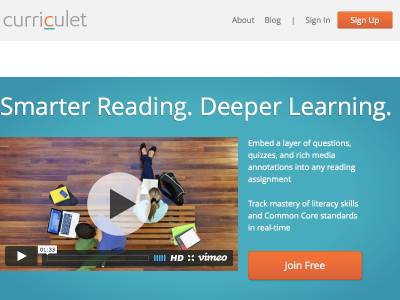 curriculet
About Blog | Sign In Sign Up
Smarter Reading. Deeper Learning.
Embed a layer of questions,
quizzes, and rich media
annotations into any reading
assignment
Track mastery of literacy skills
and Common Core standards
in real-time
01:33
HD vimeo
Join Free